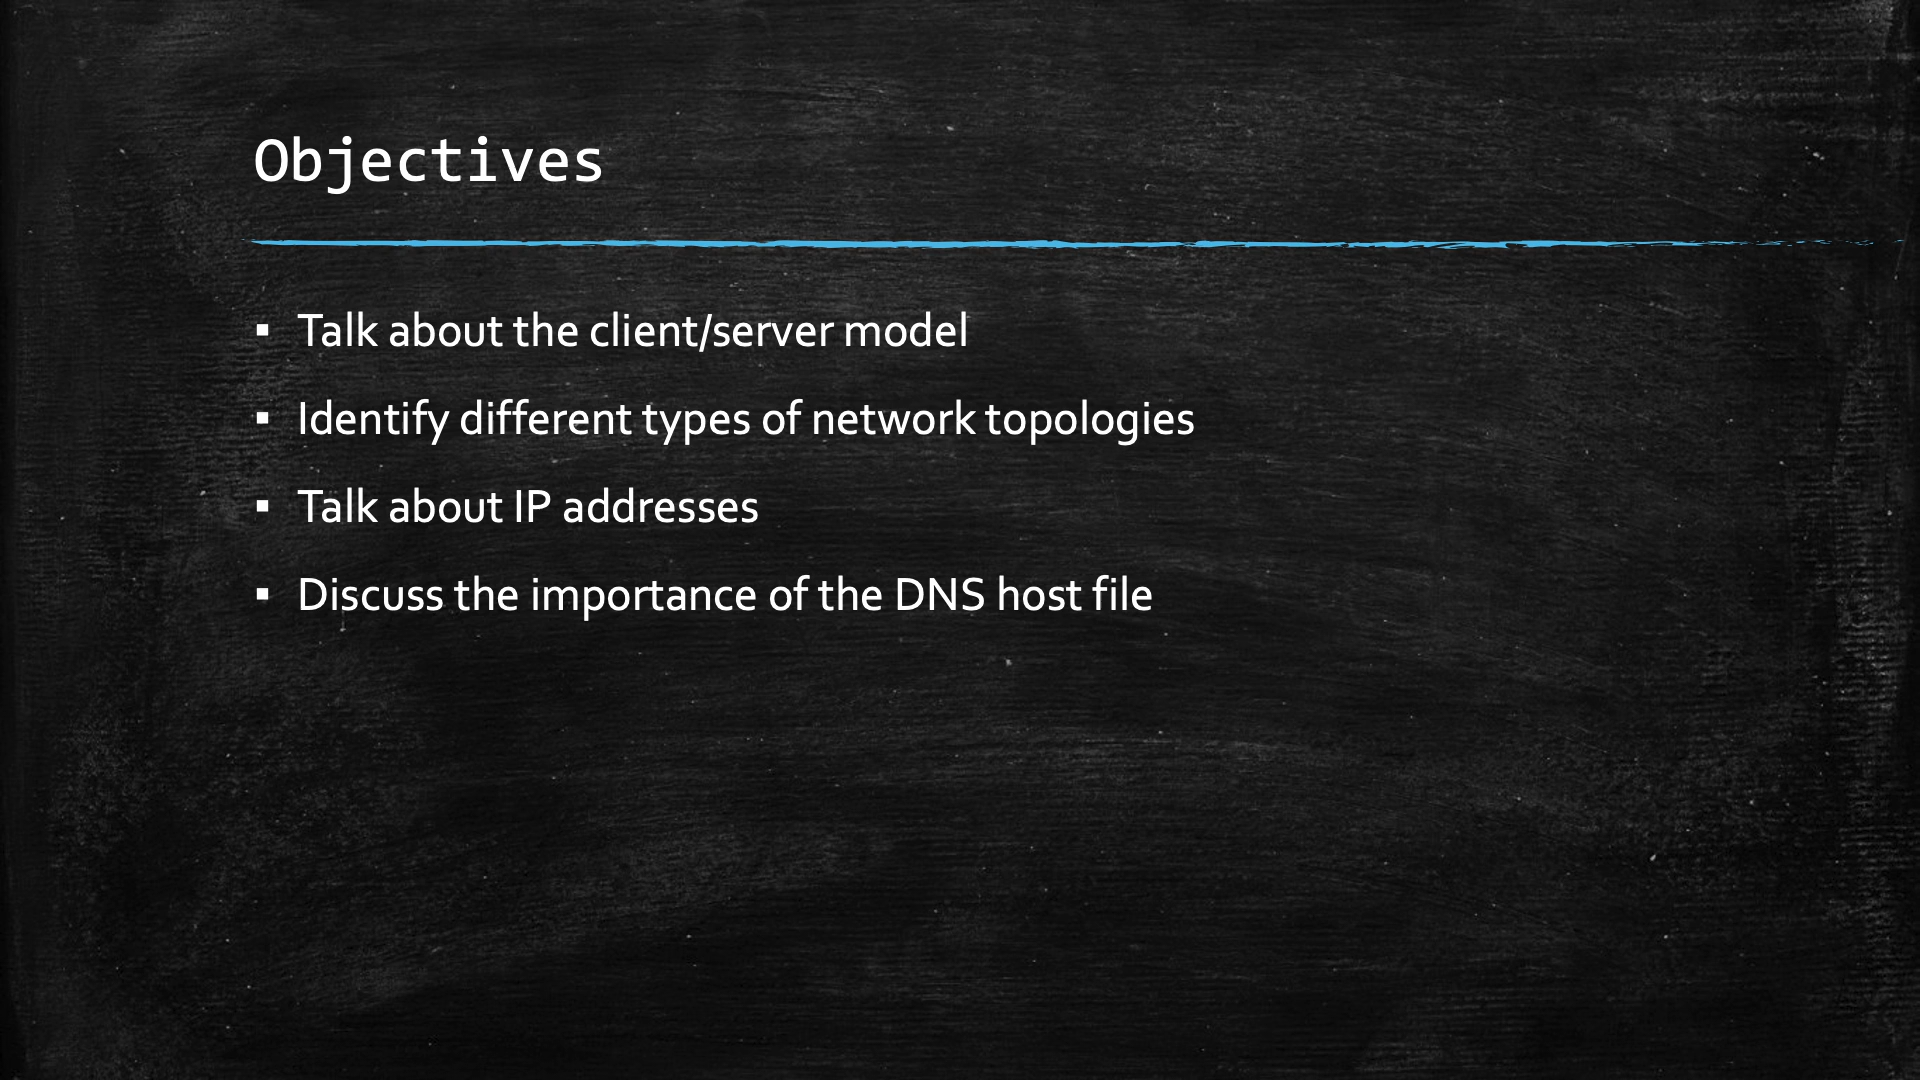 Objectives
▪ Talk about the client/server model
▪ Identify different types of network topologies
▪ Talk about IP addresses
▪ Discuss the importance of the DNS host file